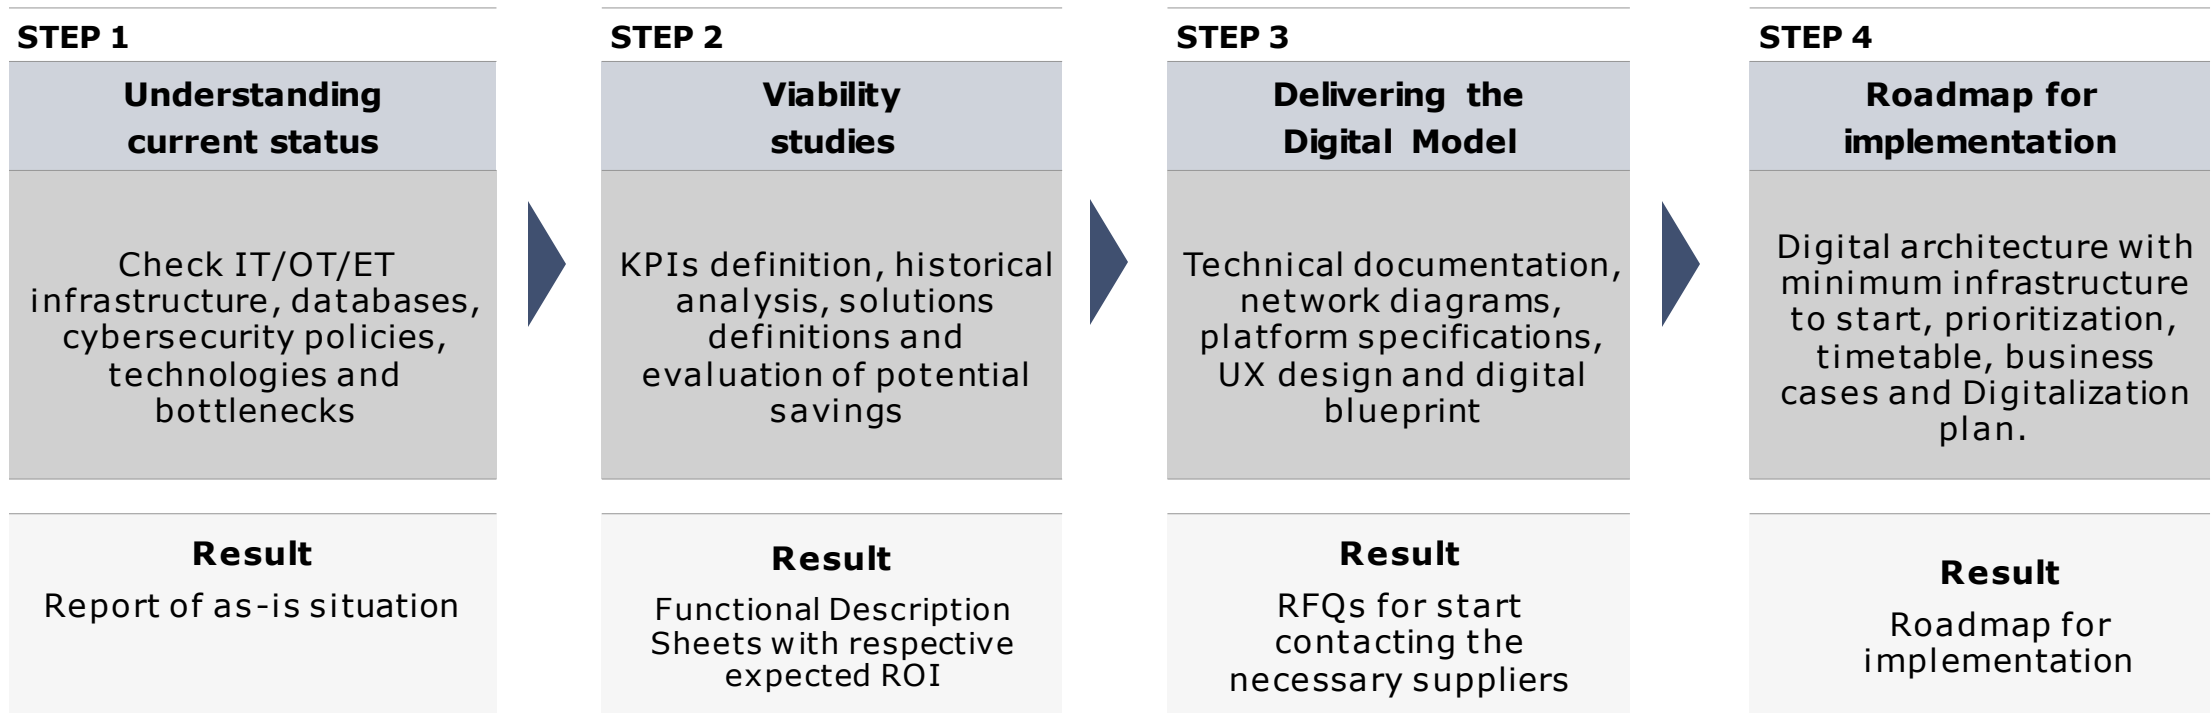 STEP 1
Understanding
current status
Check IT/OT/ET
infrastructure, databases,
cybersecurity policies,
technologies and
bottlenecks
Result
Report of as-is situation
STEP 2
Viability
studies
KPIs definition, historical
analysis, solutions
definitions and
evaluation of potential
savings
Result
Functional Description
Sheets with respective
expected ROI
STEP 3
Delivering the
Digital Model
Technical documentation,
network diagrams,
platform specifications,
UX design and digital
blueprint
Result
RFQs for start
contacting the
necessary suppliers
STEP 4
Roadmap for
implementation
Digital architecture with
minimum infrastructure
to start, prioritization,
timetable, business
cases and Digitalization
plan.
Result
Roadmap for
implementation